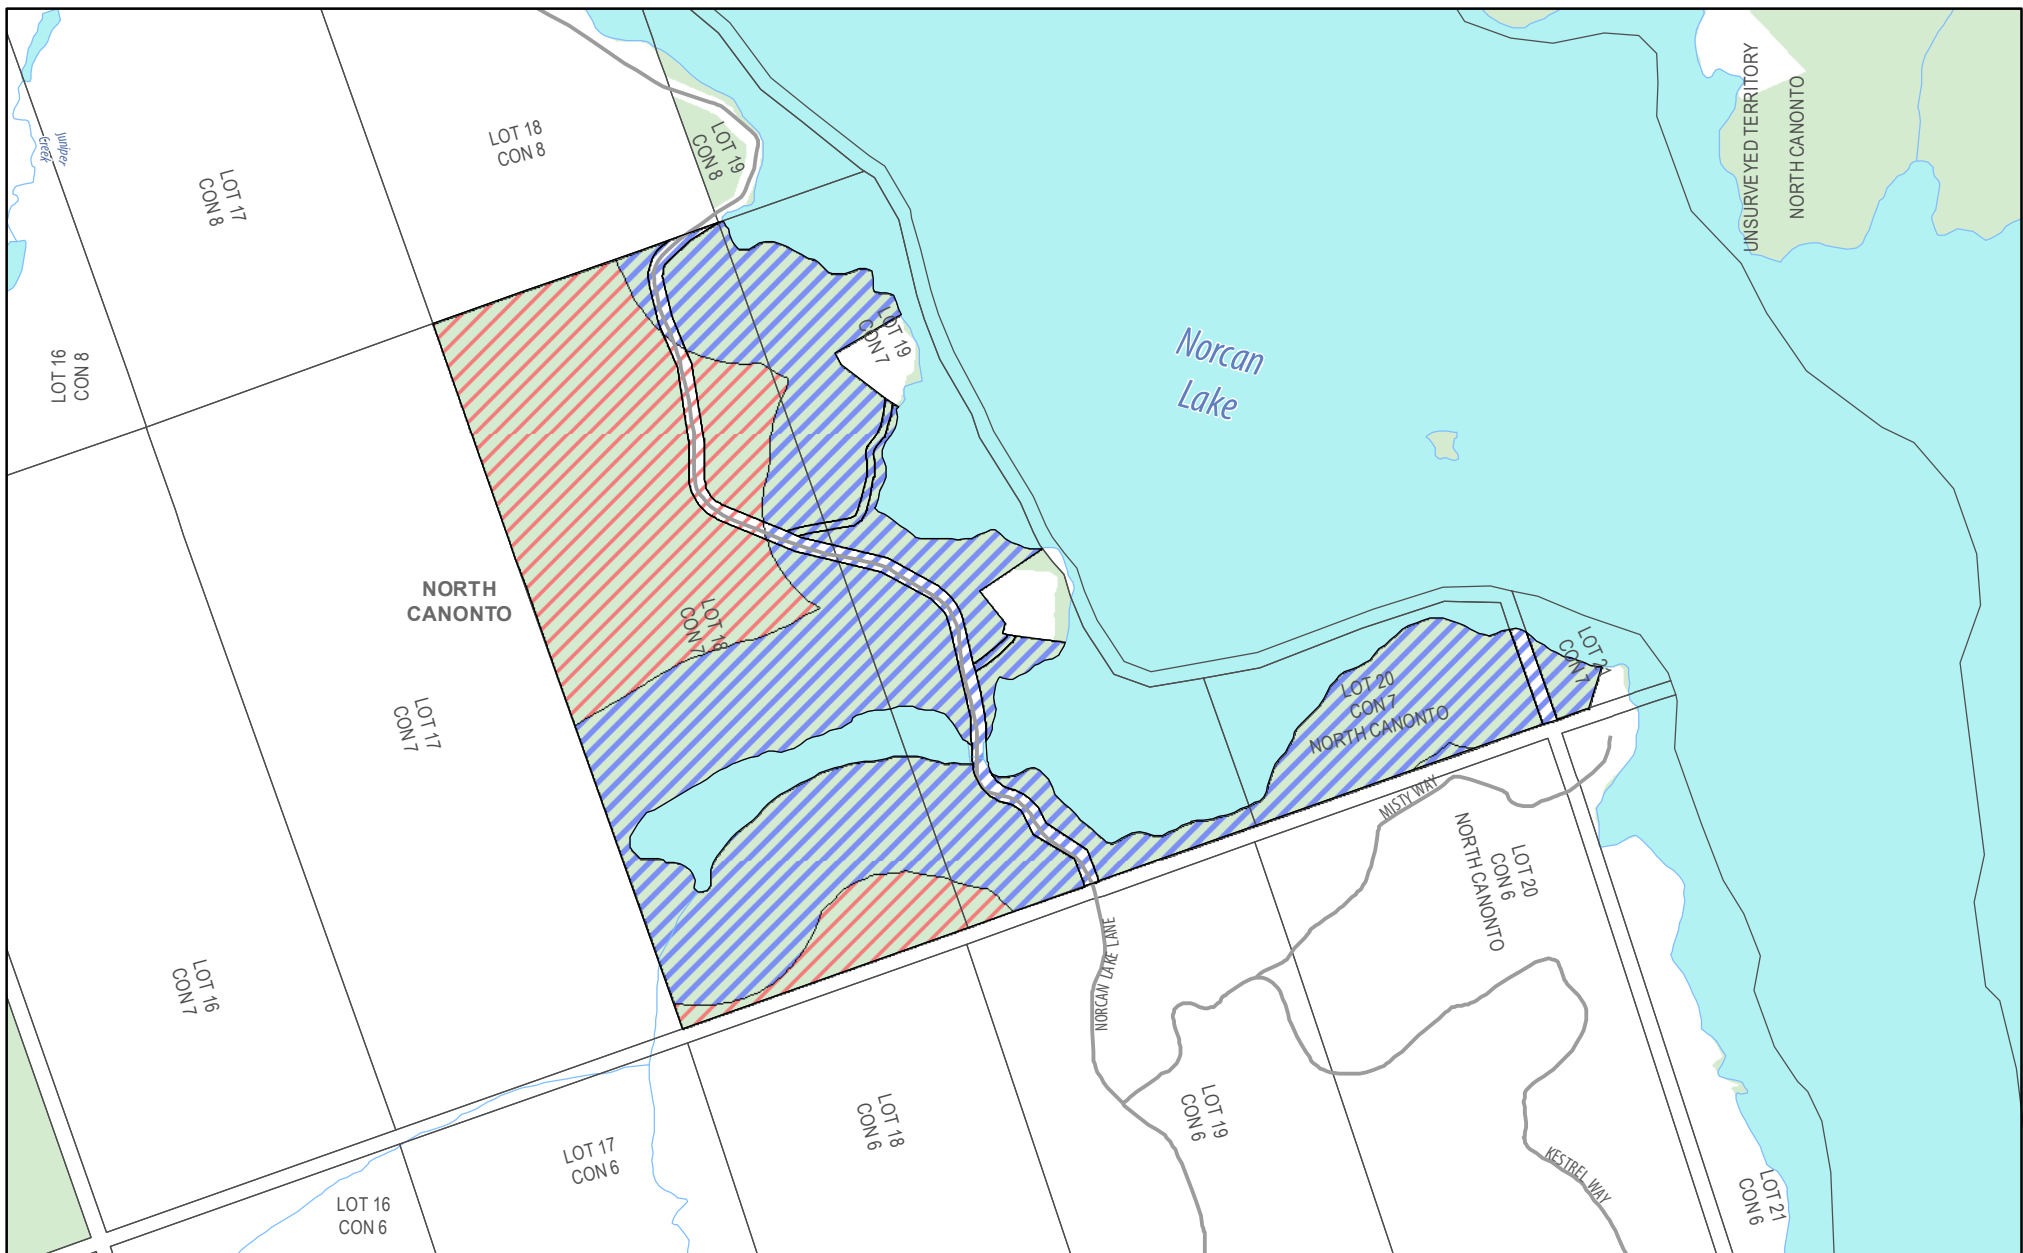 Juniper
Creek
LOT 17
CON 8
LOT 18
CON 8
LOT 19
CON 8
UNSURVEYED TERRITORY
NORTH CANONTO
LOT 16
CON 8
LOT 19
CON 7
Norcan
Lake
NORTH
CANONTO
LOT 18
CON 7
LOT 17
CON 7
LOT 20
CON 7
NORTH CANONTO
LOT 21
CON 7
MISTY WAY
LOT 20
CON 6
NORTH CANONTO
LOT 16
CON 7
NORCAN LAKE LANE
LOT 18
CON 6
LOT 19
CON 6
LOT 17
CON 6
LOT 16
CON 6
KESTREL WAY
LOT 21
CON 6